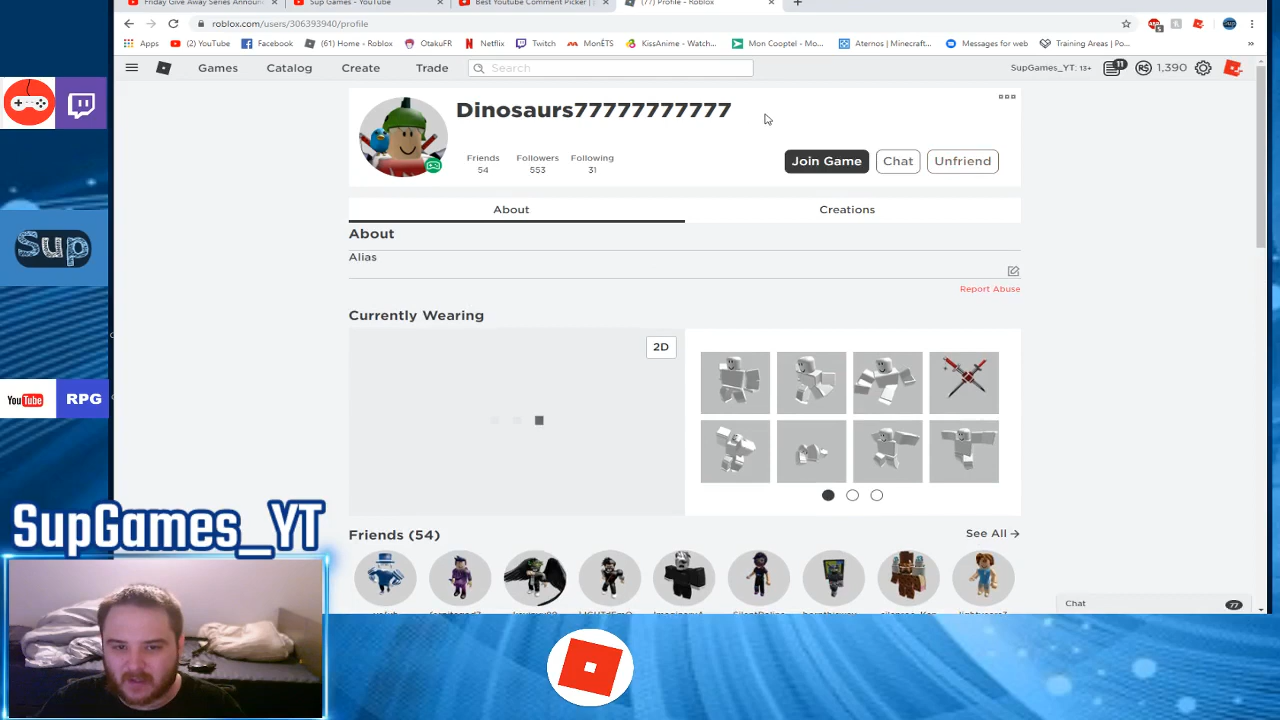 Friday Give Away Series Announ
Sup Games - YouTube
Best Youtube Comment Picker |
(77) Profile - Roblox
roblox.com/users/306393940/profile
Apps
(2) YouTube
Facebook
(61) Home - Roblox
OtakuFR
Netflix
Twitch
MonETS
KissAnime - Watch...
Mon Cooptel - Mo...
Aternos | Minecraft...
Messages for web
Training Areas | Po...
Games
Catalog
Create
Trade
Search
SupGames_YT: 13+
11
1,390
Dinosaurs77777777777
Friends
Followers
Following
54
553
31
Join Game
Chat
Unfriend
About
Creations
About
Alias
Report Abuse
Currently Wearing
2D
Sup
YouTube
RPG
Friends (54)
See All →
Chat
77
SupGames_YT